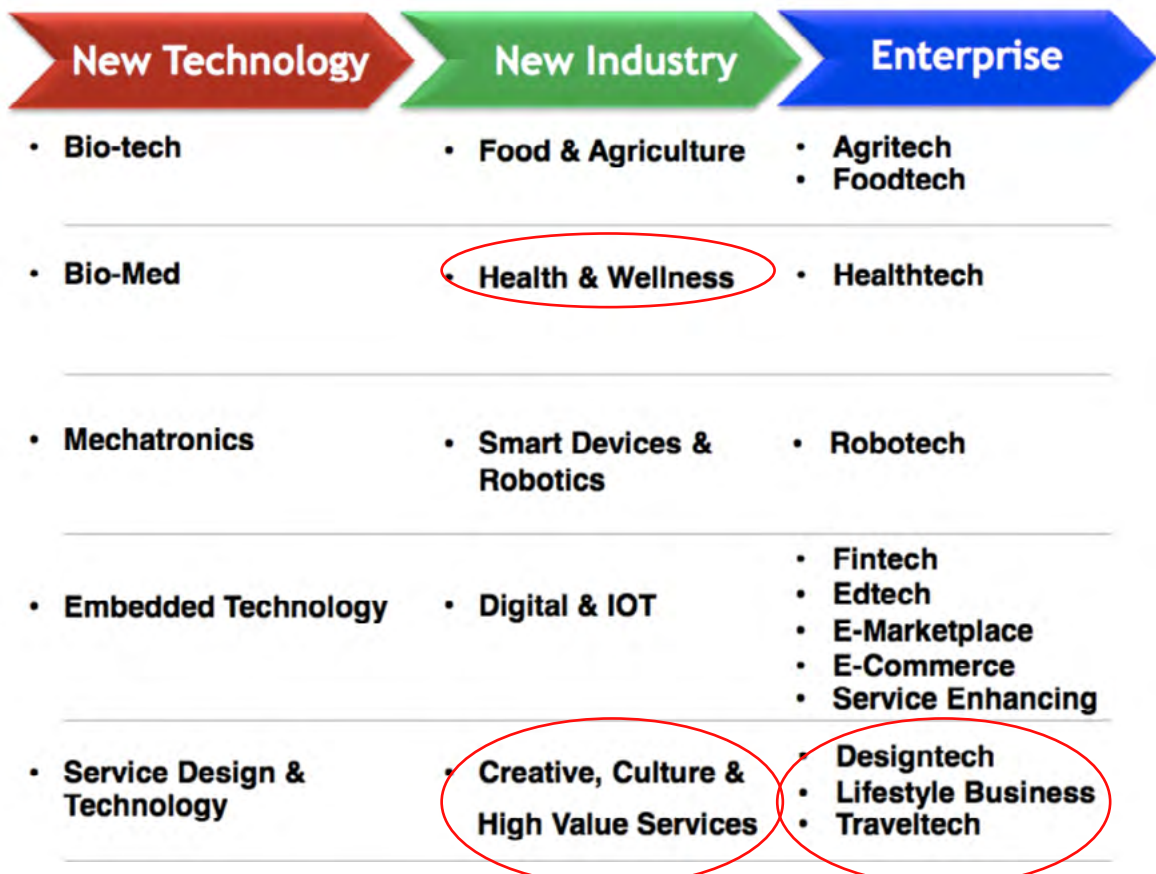 New Technology
New Industry
Enterprise
• Bio-tech
• Food & Agriculture
• Agritech
• Foodtech
• Bio-Med
• Health & Wellness
• Healthtech
• Mechatronics
• Smart Devices &
Robotics
• Robotech
• Embedded Technology
• Digital & IOT
• Fintech
• Edtech
• E-Marketplace
• E-Commerce
• Service Enhancing
• Service Design &
Technology
• Creative, Culture &
High Value Services
• Designtech
• Lifestyle Business
• Traveltech